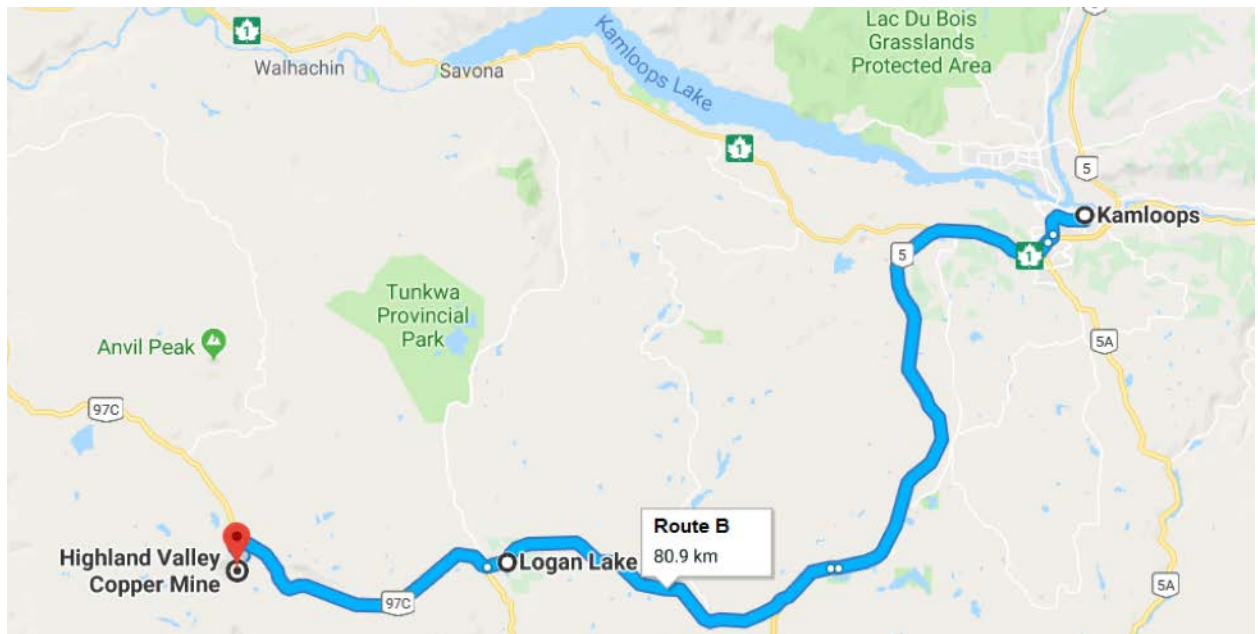 1
Walhachin
Savona
Kamloops Lake
Lac Du Bois
Grasslands
Protected Area
1
5
Kamloops
5
1
Tunkwa
Provincial
Park
Anvil Peak
5A
97C
Route B
80.9 km
Highland Valley
Copper Mine
Logan Lake
97C
5A